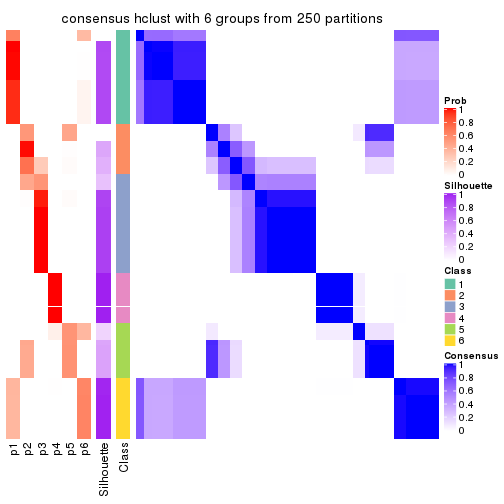 consensus hclust with 6 groups from 250 partitions
Prob
1
0.8
0.6
0.4
0.2
0
Silhouette
1
0.8
0.6
0.4
0.2
0
Class
1
2
3
4
5
6
Consensus
1
0.8
0.6
0.4
0.2
0
p1
p2
p3
p4
p5
p6
Silhouette
Class